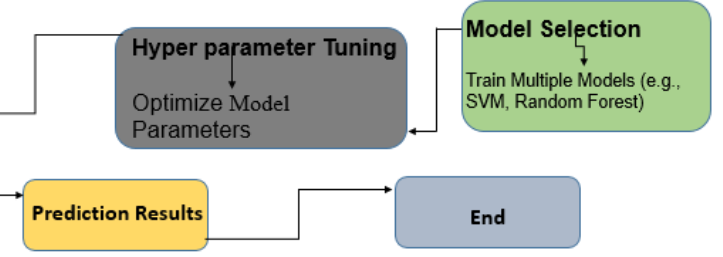 Hyper parameter Tuning
Optimize Model
Parameters
Model Selection
Train Multiple Models (e.g.,
SVM, Random Forest)
Prediction Results
End